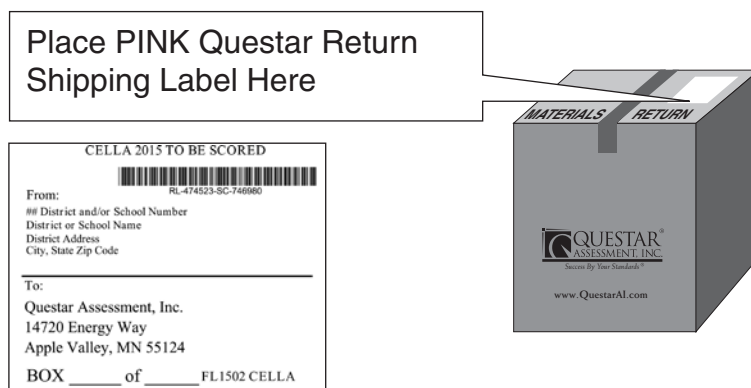 Place PINK Questar Return
Shipping Label Here
MATERIALS RETURN
CELLA 2015 TO BE SCORED
RL-474523-SC-746980
From:
## District and/or School Number
District or School Name
District Address
City, State Zip Code
To:
Questar Assessment, Inc.
14720 Energy Way
Apple Valley, MN 55124
BOX ______ of ______ FL1502 CELLA
QUESTAR®
ASSESSMENT, INC.
Success By Your Standards®
www.QuestarAI.com